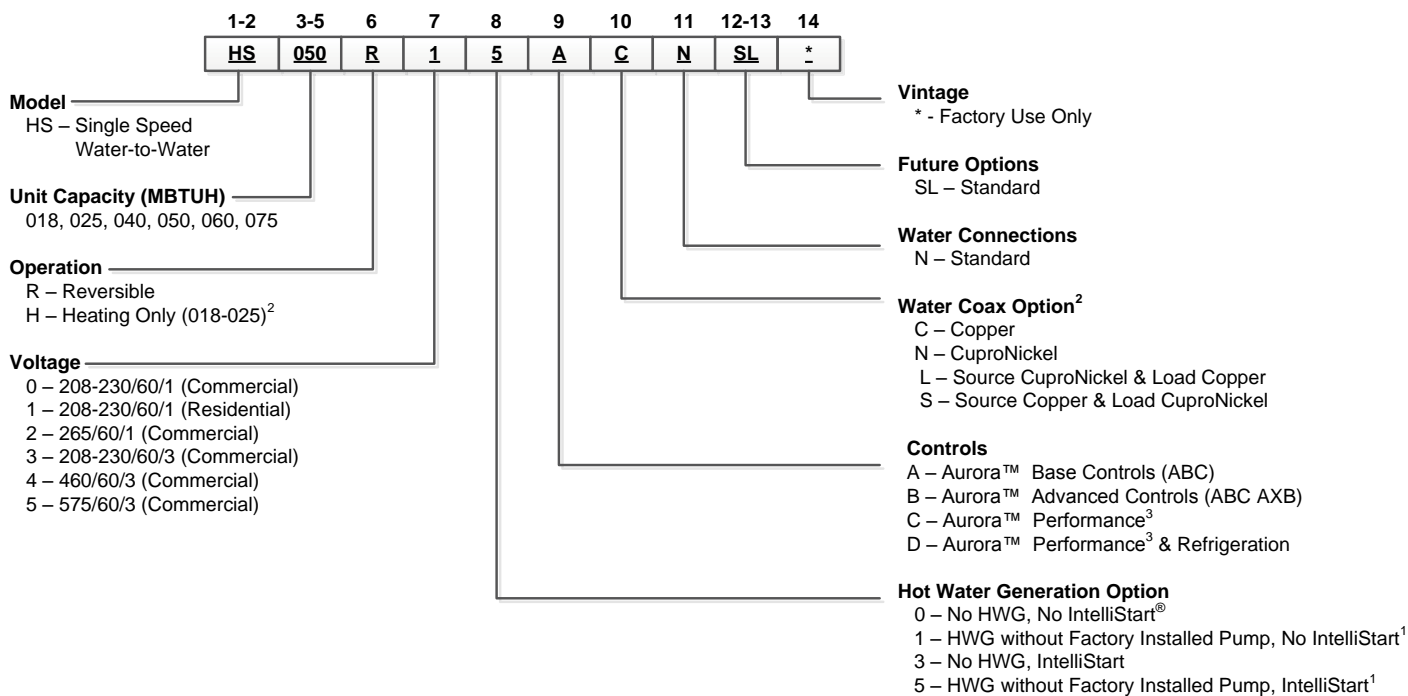 1-2 3-5 6 7 8 9 10 11 12-13 14
HS 050 R 1 5 A C N SL *
Model
HS – Single Speed
Water-to-Water
Unit Capacity (MBTUH)
018, 025, 040, 050, 060, 075
Operation
R – Reversible
H – Heating Only (018-025)²
Voltage
0 – 208-230/60/1 (Commercial)
1 – 208-230/60/1 (Residential)
2 – 265/60/1 (Commercial)
3 – 208-230/60/3 (Commercial)
4 – 460/60/3 (Commercial)
5 – 575/60/3 (Commercial)
Vintage
* - Factory Use Only
Future Options
SL – Standard
Water Connections
N – Standard
Water Coax Option²
C – Copper
N – CuproNickel
L – Source CuproNickel & Load Copper
S – Source Copper & Load CuproNickel
Controls
A – Aurora™ Base Controls (ABC)
B – Aurora™ Advanced Controls (ABC AXB)
C – Aurora™ Performance³
D – Aurora™ Performance³ & Refrigeration
Hot Water Generation Option
0 – No HWG, No IntelliStart®
1 – HWG without Factory Installed Pump, No IntelliStart¹
3 – No HWG, IntelliStart
5 – HWG without Factory Installed Pump, IntelliStart¹